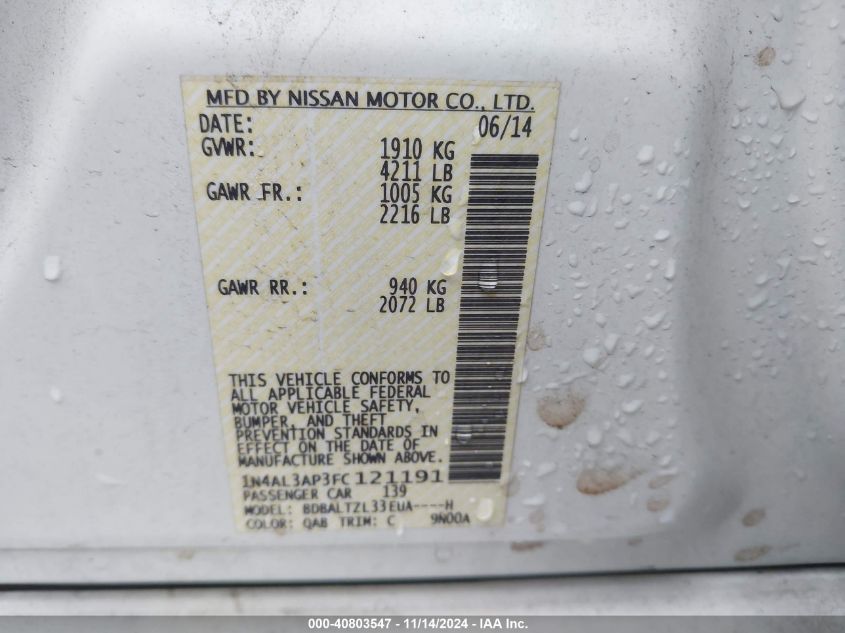 MFD BY NISSAN MOTOR CO., LTD.
DATE: 06/14
GVWR: 1910 KG
4211 LB
GAWR FR.: 1005 KG
2216 LB
GAWR RR.: 940 KG
2072 LB
THIS VEHICLE CONFORMS TO
ALL APPLICABLE FEDERAL
MOTOR VEHICLE SAFETY,
BUMPER, AND THEFT
PREVENTION STANDARDS IN
EFFECT ON THE DATE OF
MANUFACTURE SHOWN ABOVE.
1N4AL3AP3FC121191
PASSENGER CAR 139
MODEL: BDBALTZL33EUA----H
COLOR: QAB TRIM: C 9N00A
000-40803547 - 11/14/2024 - IAA Inc.